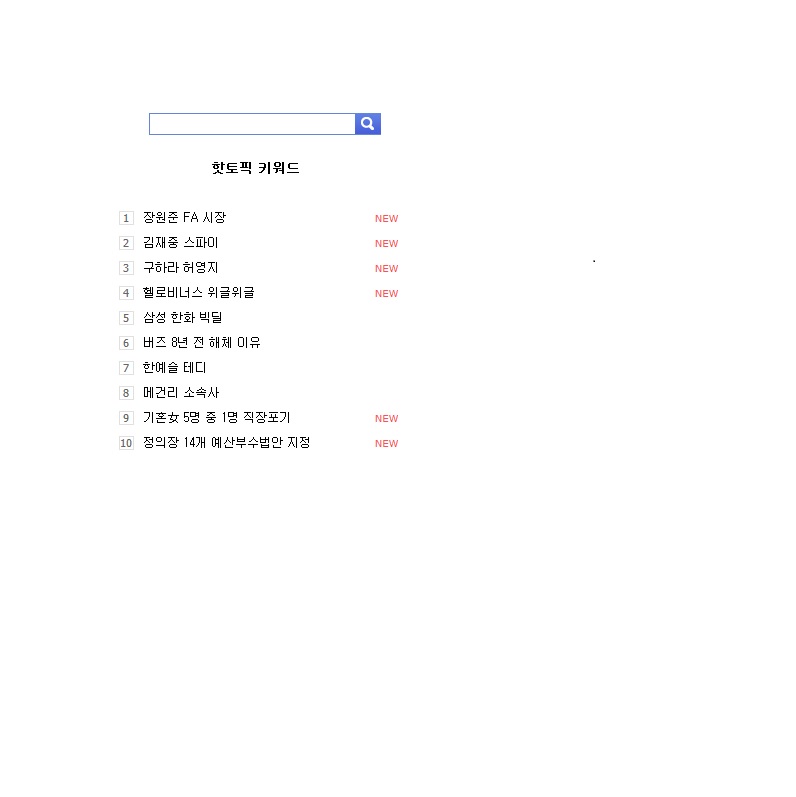 핫토픽 키워드
1 장원준 FA 시장 NEW
2 김재중 스파이 NEW
3 구하라 허영지 NEW
4 헬로비너스 위글위글 NEW
5 삼성 한화 빅딜
6 버즈 8년 전 해체 이유
7 한예슬 테디
8 메건리 소속사
9 기혼女 5명 중 1명 직장포기 NEW
10 정의장 14개 예산부수법안 지정 NEW